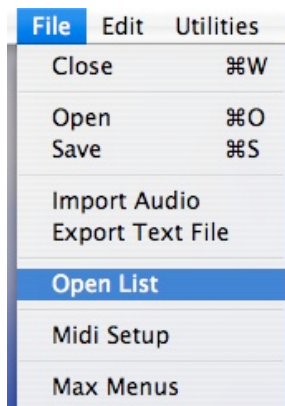 File Edit Utilities
Close ⌘W
Open ⌘O
Save ⌘S
Import Audio
Export Text File
Open List
Midi Setup
Max Menus